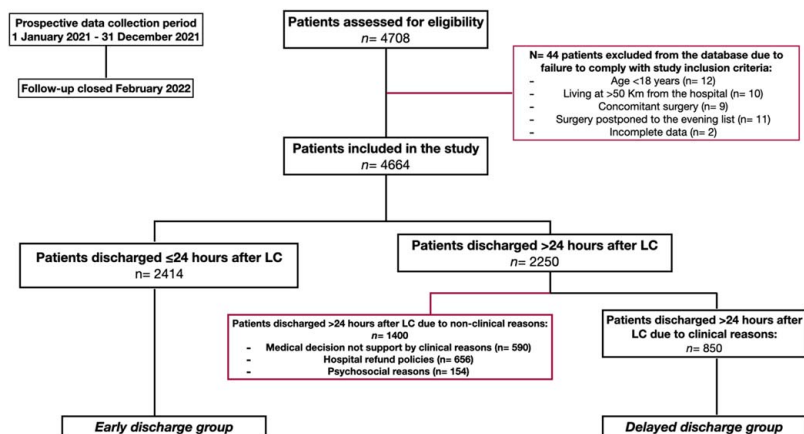 Prospective data collection period
1 January 2021 - 31 December 2021
Follow-up closed February 2022
Patients assessed for eligibility
n= 4708
N= 44 patients excluded from the database due to
failure to comply with study inclusion criteria:
- Age <18 years (n= 12)
- Living at >50 Km from the hospital (n= 10)
- Concomitant surgery (n= 9)
- Surgery postponed to the evening list (n= 11)
- Incomplete data (n= 2)
Patients included in the study
n= 4664
Patients discharged ≤24 hours after LC
n= 2414
Patients discharged >24 hours after LC
n= 2250
Patients discharged >24 hours after LC due to non-clinical reasons:
n= 1400
- Medical decision not support by clinical reasons (n= 590)
- Hospital refund policies (n= 656)
- Psychosocial reasons (n= 154)
Patients discharged >24 hours after
LC due to clinical reasons:
n= 850
Early discharge group
Delayed discharge group